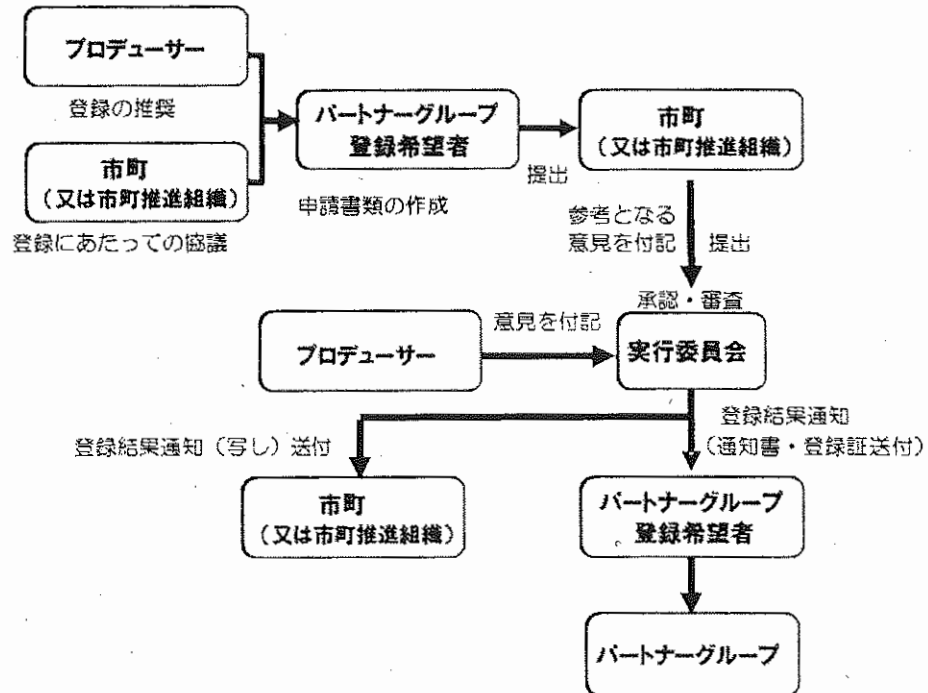 プロデューサー
登録の推奨
市町
（又は市町推進組織）
登録にあたっての協議
パートナーグループ
登録希望者
申請書類の作成
提出
市町
（又は市町推進組織）
参考となる
意見を付記
提出
承認・審査
プロデューサー
意見を付記
実行委員会
登録結果通知（写し）送付
登録結果通知
（通知書・登録証送付）
市町
（又は市町推進組織）
パートナーグループ
登録希望者
パートナーグループ